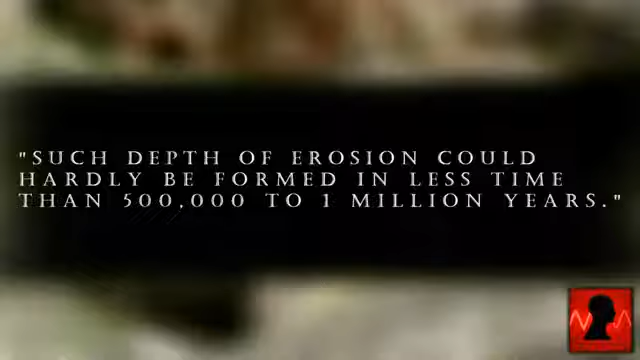 "SUCH DEPTH OF EROSION COULD
HARDLY BE FORMED IN LESS TIME
THAN 500,000 TO 1 MILLION YEARS."